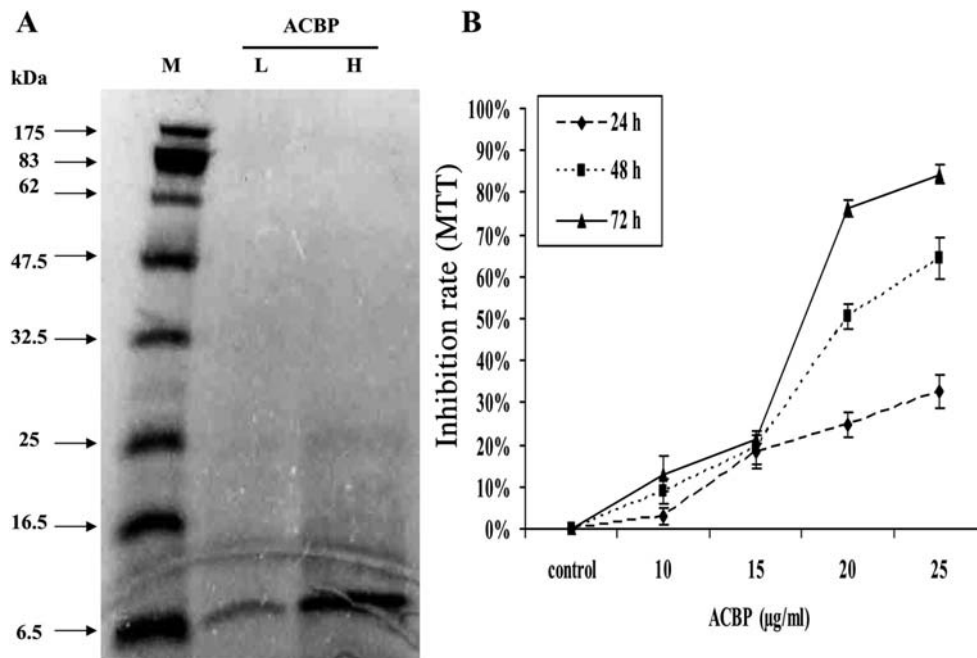 A
ACBP
M L H
kDa
175
83
62
47.5
32.5
25
16.5
6.5
B
Inhibition rate (MTT)
100%
90%
80%
70%
60%
50%
40%
30%
20%
10%
0%
24 h
48 h
72 h
control 10 15 20 25
ACBP (μg/ml)